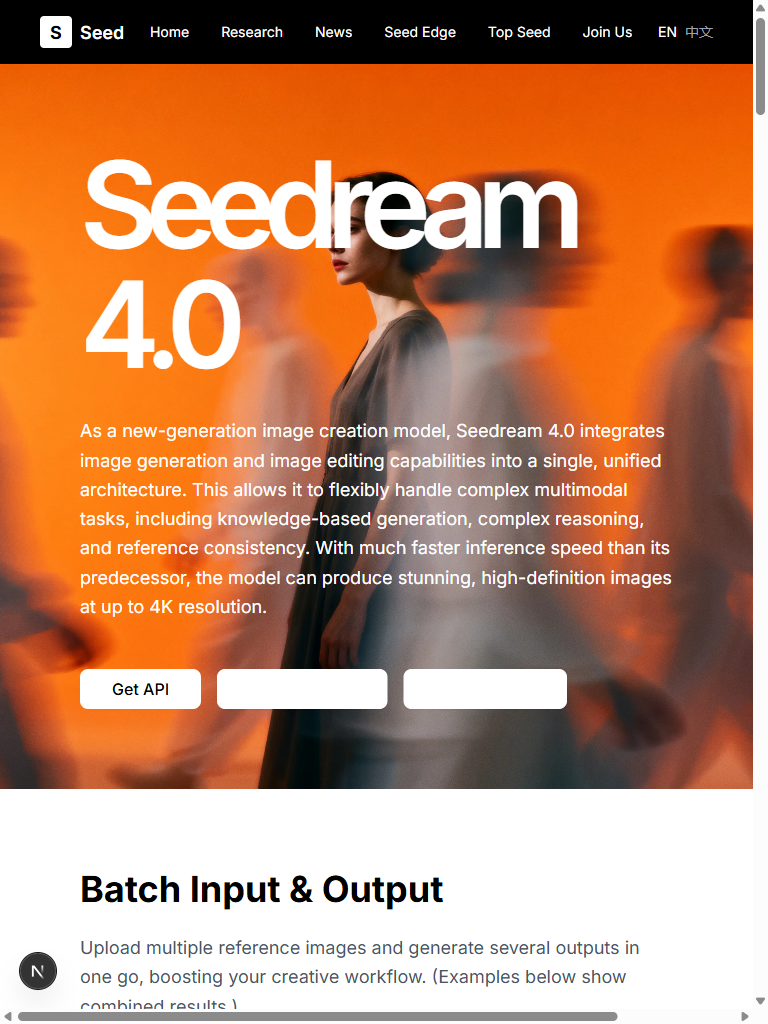 S Seed Home Research News Seed Edge Top Seed Join Us EN 中文
Seedream
4.0
As a new-generation image creation model, Seedream 4.0 integrates
image generation and image editing capabilities into a single, unified
architecture. This allows it to flexibly handle complex multimodal
tasks, including knowledge-based generation, complex reasoning,
and reference consistency. With much faster inference speed than its
predecessor, the model can produce stunning, high-definition images
at up to 4K resolution.
Get API
Batch Input & Output
Upload multiple reference images and generate several outputs in
one go, boosting your creative workflow. (Examples below show
combined results.)
N